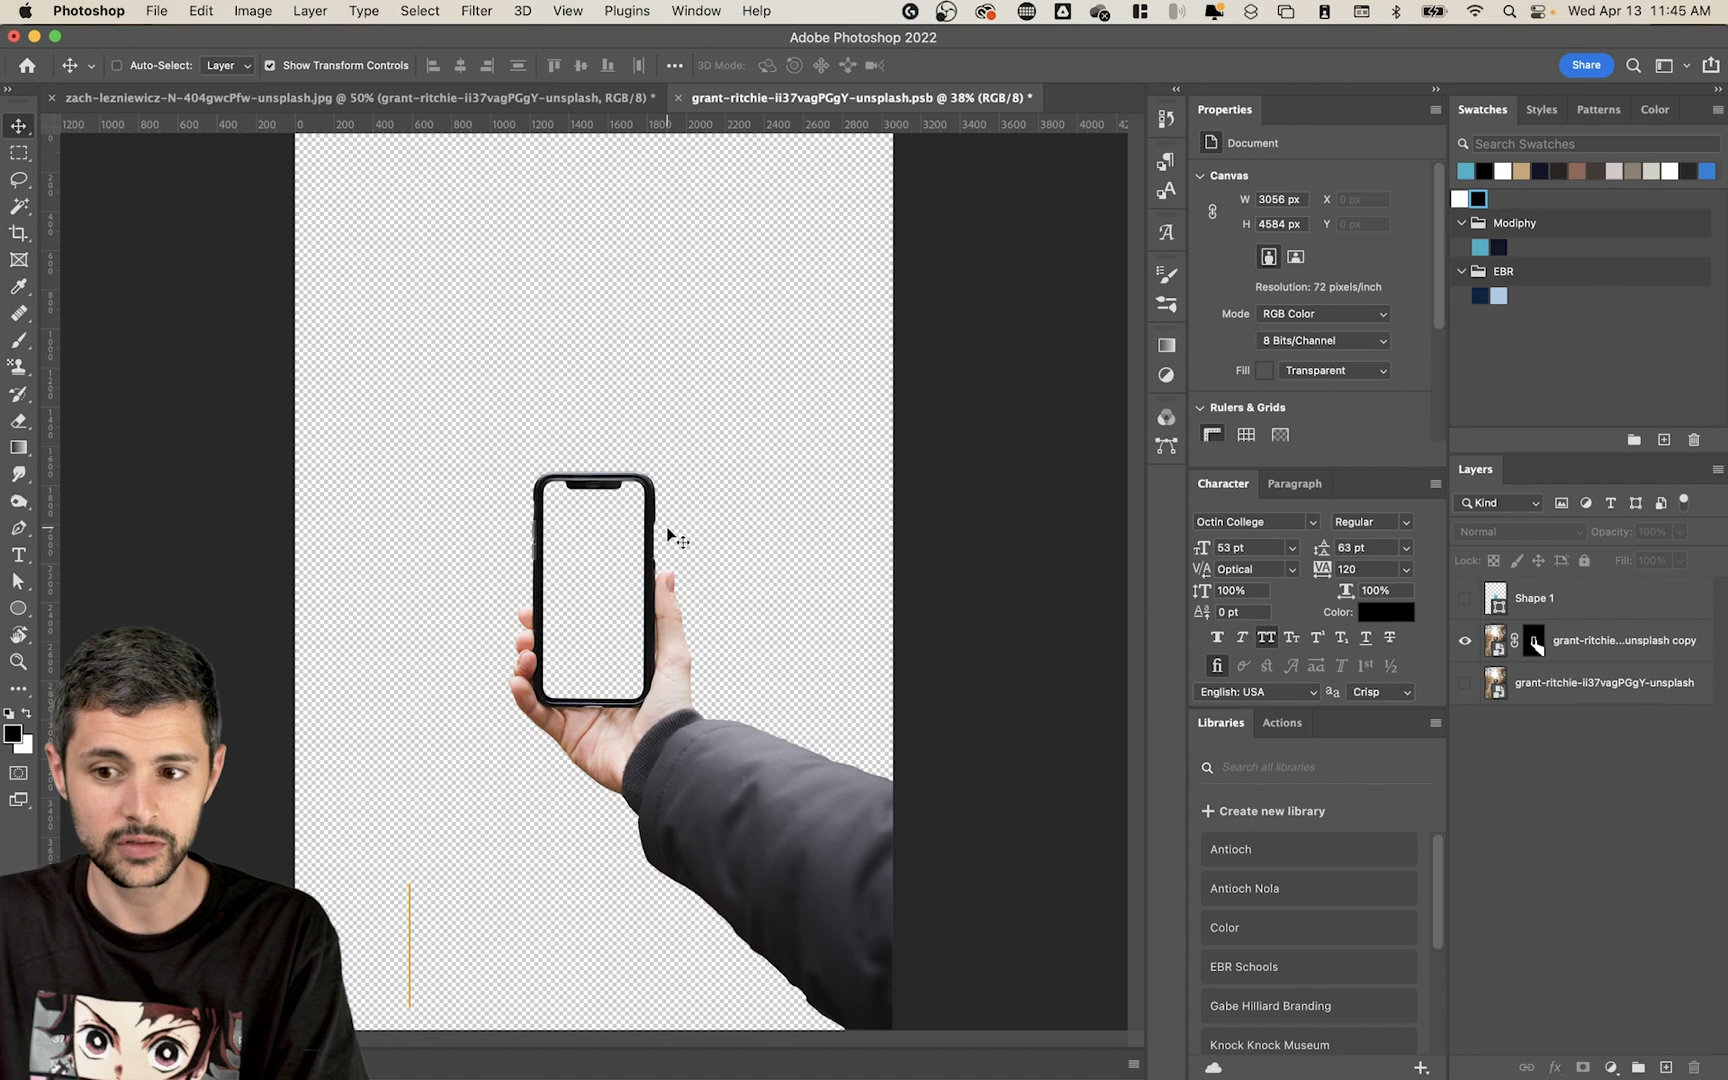 Photoshop File Edit Image Layer Type Select Filter 3D View Plugins Window Help Wed Apr 13 11:45 AM
Adobe Photoshop 2022
Auto-Select: Layer Show Transform Controls 3D Mode: Share
zach-lezniewicz-N-404gwcPfw-unsplash.jpg @ 50% (grant-ritchie-ii37vagPGgY-unsplash, RGB/8) * grant-ritchie-ii37vagPGgY-unsplash.psb @ 38% (RGB/8) *
1200 1000 800 600 400 200 0 200 400 600 800 1000 1200 1400 1600 1800 2000 2200 2400 2600 2800 3000 3200 3400 3600 3800 4000
Properties
Document
Canvas
W 3056 px X 0 px
H 4584 px Y 0 px
Resolution: 72 pixels/inch
Mode RGB Color
8 Bits/Channel
Fill Transparent
Rulers & Grids
Character Paragraph
Octin College Regular
53 pt 63 pt
Optical 120
100% 100%
0 pt Color:
English: USA Crisp
Libraries Actions
Search all libraries
+ Create new library
Antioch
Antioch Nola
Color
EBR Schools
Gabe Hilliard Branding
Knock Knock Museum
Swatches Styles Patterns Color
Search Swatches
Modiphy
EBR
Layers
Kind
Normal Opacity: 100%
Lock: Fill: 100%
Shape 1
grant-ritchie...unsplash copy
grant-ritchie-ii37vagPGgY-unsplash